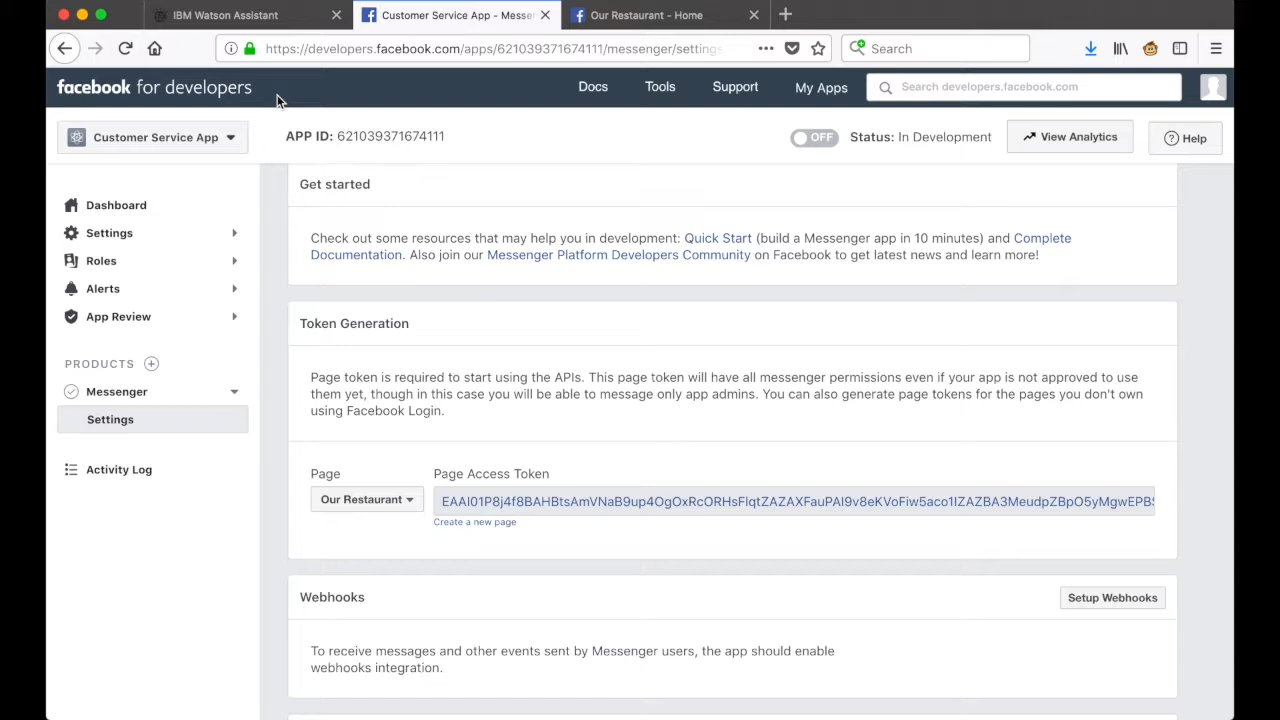 IBM Watson Assistant
Customer Service App - Messe
Our Restaurant - Home
https://developers.facebook.com/apps/621039371674111/messenger/setting
Search
facebook for developers
Docs
Tools
Support
My Apps
Search developers.facebook.com
Customer Service App
APP ID: 621039371674111
OFF
Status: In Development
View Analytics
Help
Dashboard
Settings
Roles
Alerts
App Review
PRODUCTS
Messenger
Settings
Activity Log
Get started
Check out some resources that may help you in development: Quick Start (build a Messenger app in 10 minutes) and Complete
Documentation. Also join our Messenger Platform Developers Community on Facebook to get latest news and learn more!
Token Generation
Page token is required to start using the APIs. This page token will have all messenger permissions even if your app is not approved to use
them yet, though in this case you will be able to message only app admins. You can also generate page tokens for the pages you don't own
using Facebook Login.
Page
Page Access Token
Our Restaurant
Create a new page
Webhooks
Setup Webhooks
To receive messages and other events sent by Messenger users, the app should enable
webhooks integration.